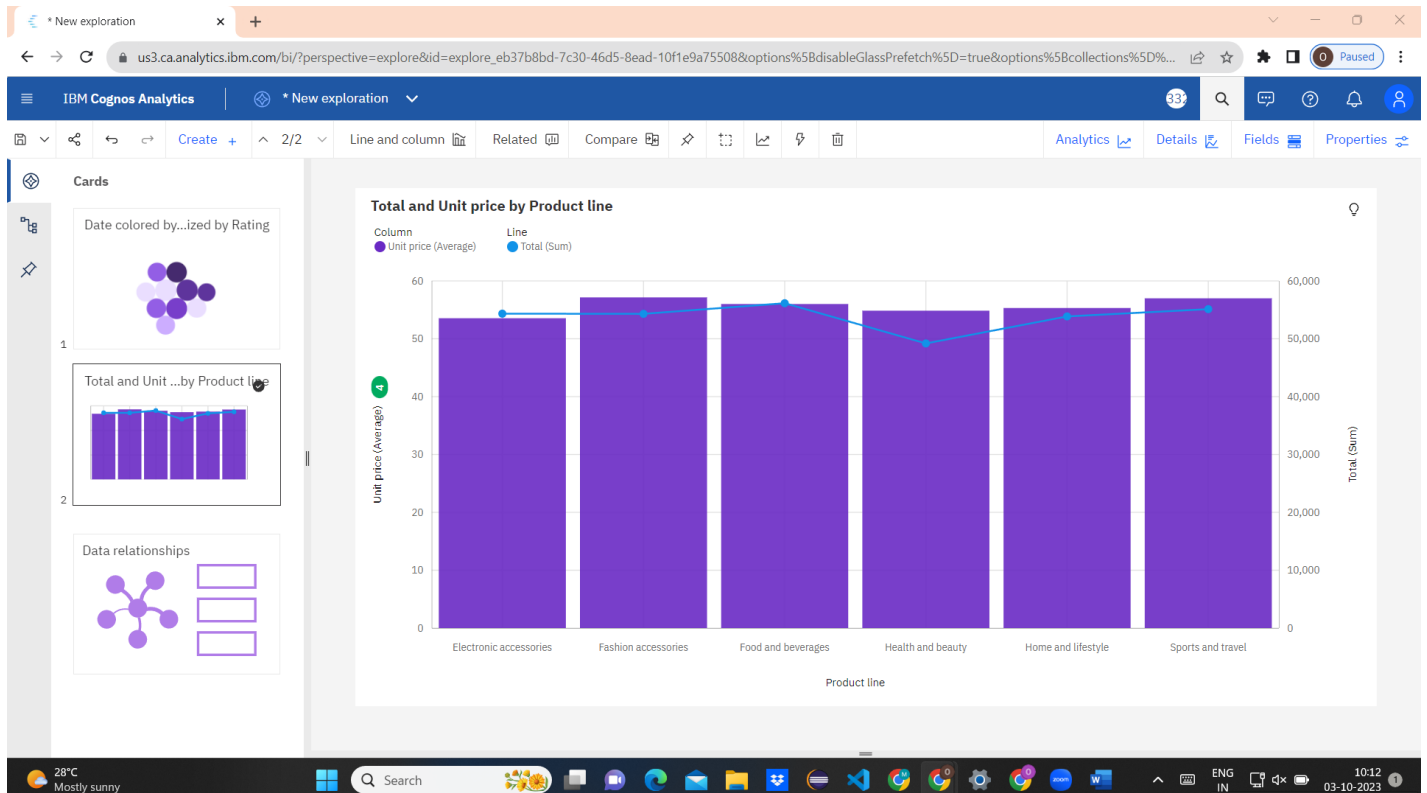 * New exploration
us3.ca.analytics.ibm.com/bi/?perspective=explore&id=explore_eb37b8bd-7c30-46d5-8ead-10f1e9a75508&options%5BdisableGlassPrefetch%5D=true&options%5Bcollections%5D%...
O Paused
IBM Cognos Analytics * New exploration 332
Create + 2/2 Line and column Related Compare Analytics Details Fields Properties
Cards
Date colored by...ized by Rating
1
Total and Unit ...by Product line
2
Data relationships
Total and Unit price by Product line
Column Line
Unit price (Average) Total (Sum)
60 60,000
50 50,000
40 40,000
30 30,000
20 20,000
10 10,000
0 0
Unit price (Average) 4
Total (Sum)
Electronic accessories Fashion accessories Food and beverages Health and beauty Home and lifestyle Sports and travel
Product line
28°C
Mostly sunny
Search
zoom
ENG
IN
10:12
03-10-2023
1